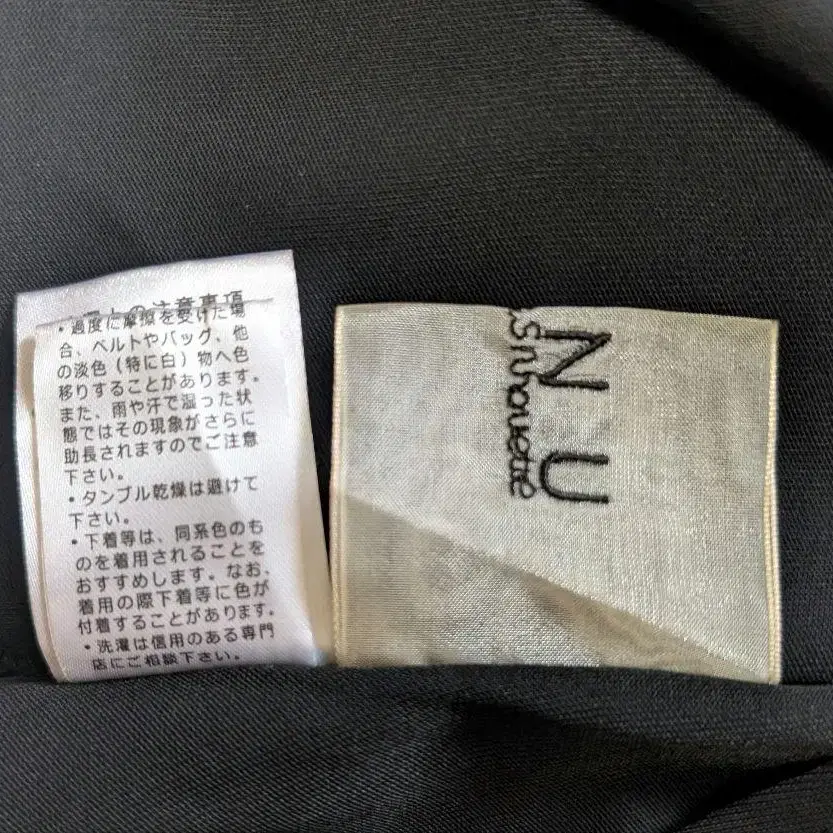 の注意事項
・過度に摩擦を受けた場
合、ベルトやバッグ、他
の淡色（特に白）物へ色
移りすることがあります。
また、雨や汗で湿った状
態ではその現象がさらに
助長されますのでご注意
下さい。
・タンブル乾燥は避けて
下さい。
・下着等は、同系色のも
のを着用されることを
おすすめします。なお、
着用の際下着等に色が
付着することがあります。
・洗濯は信用のある専門
店にご相談下さい。
N U